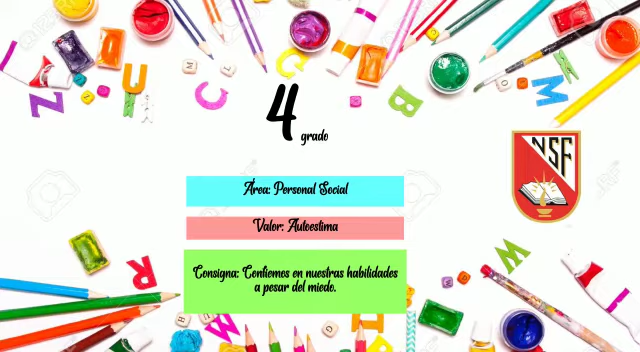 4
grado
NSF
Área: Personal Social
Valor: Autoestima
Consigna: Confiemos en nuestras habilidades
a pesar del miedo.